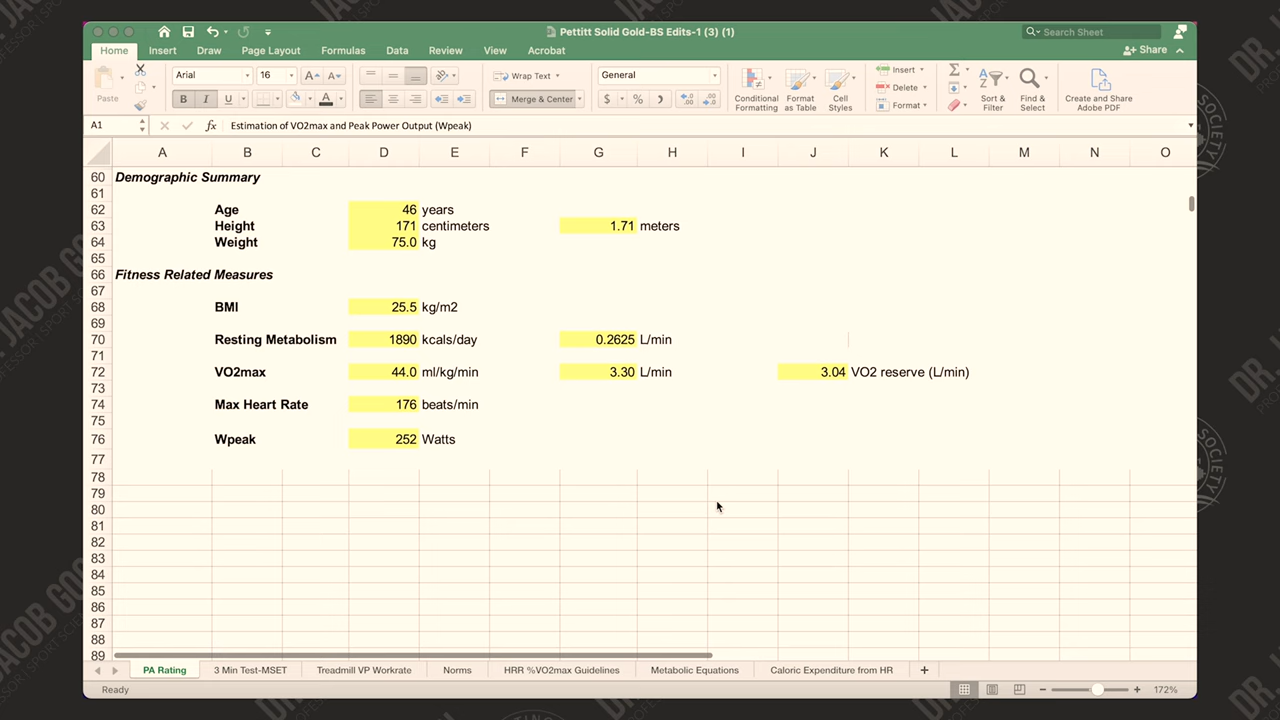 Pettitt Solid Gold-BS Edits-1 (3) (1)
Search Sheet
Home Insert Draw Page Layout Formulas Data Review View Acrobat
Share
Paste
Arial 16 A A
B I U A
Wrap Text
Merge & Center
General
$ %
Conditional Formatting
Format as Table
Cell Styles
Insert
Delete
Format
Sort & Filter
Find & Select
Create and Share Adobe PDF
A1 fx Estimation of VO2max and Peak Power Output (Wpeak)
A B C D E F G H I J K L M N O
60 Demographic Summary
61
62 Age 46 years
63 Height 171 centimeters 1.71 meters
64 Weight 75.0 kg
65
66 Fitness Related Measures
67
68 BMI 25.5 kg/m2
69
70 Resting Metabolism 1890 kcals/day 0.2625 L/min
71
72 VO2max 44.0 ml/kg/min 3.30 L/min 3.04 VO2 reserve (L/min)
73
74 Max Heart Rate 176 beats/min
75
76 Wpeak 252 Watts
77
78
79
80
81
82
83
84
85
86
87
88
89
PA Rating 3 Min Test-MSET Treadmill VP Workrate Norms HRR %VO2max Guidelines Metabolic Equations Caloric Expenditure from HR +
Ready 172%
DR. JACOB
SOCIETY